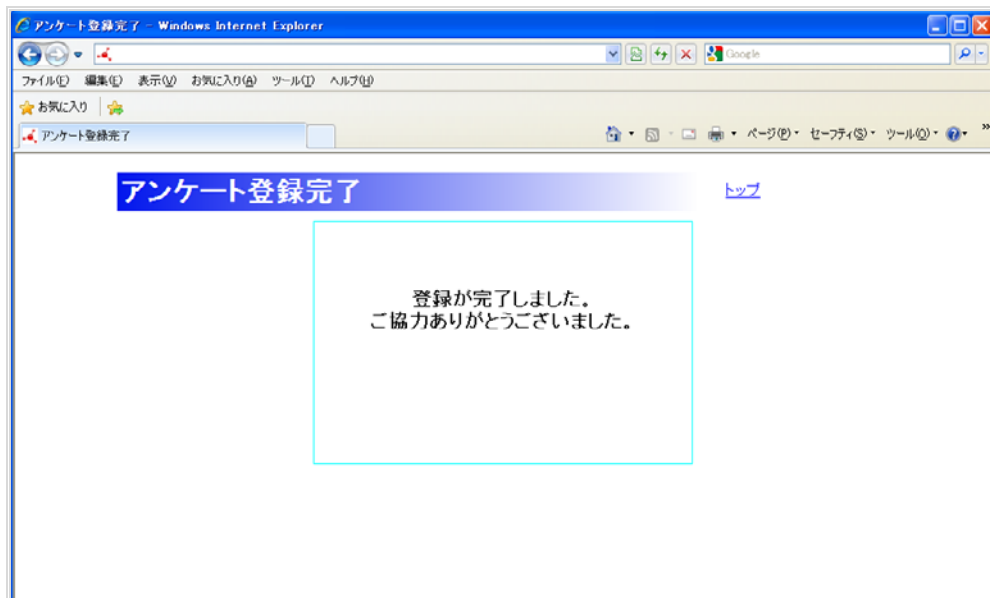 アンケート登録完了 - Windows Internet Explorer
Google
ファイル(F) 編集(E) 表示(V) お気に入り(A) ツール(T) ヘルプ(H)
お気に入り
アンケート登録完了
ページ(P) セーフティ(S) ツール(O) »
アンケート登録完了 トップ
登録が完了しました。
ご協力ありがとうございました。